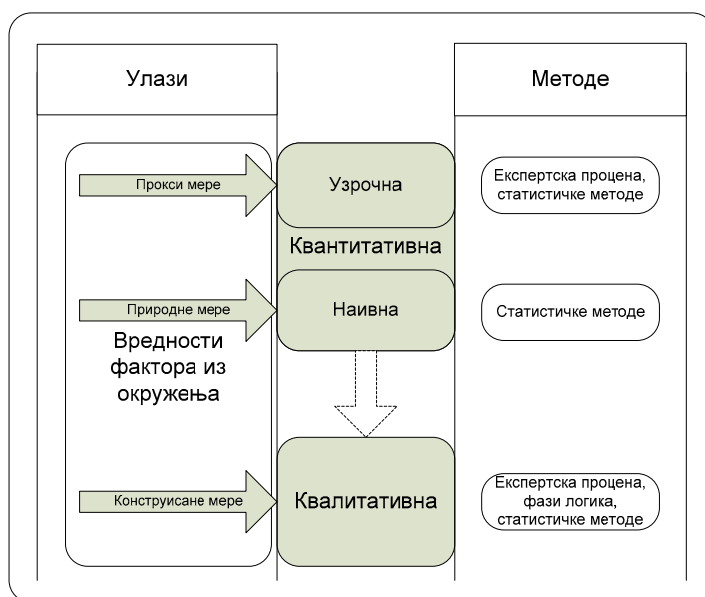 Улази
Методе
Прокси мере
Узрочна
Експертска процена,
статистичке методе
Квантитативна
Природне мере
Наивна
Статистичке методе
Вредности
фактора из
окружења
Конструисане мере
Квалитативна
Експертска процена,
фази логика,
статистичке методе